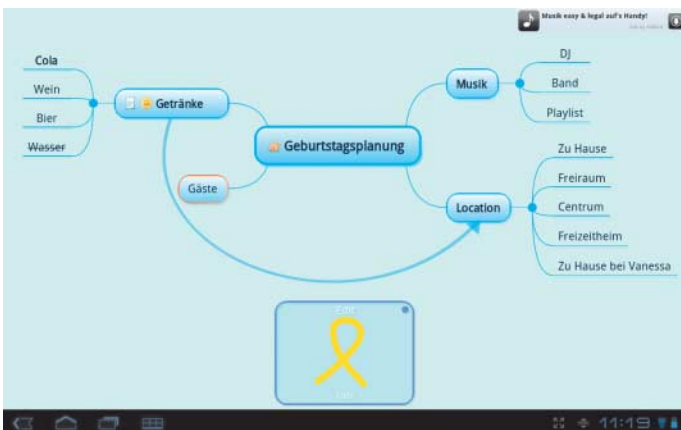 Musik easy & legal auf's Handy!
Cola
Wein
Bier
Wasser
Getränke
Gäste
Geburtstagsplanung
Musik
DJ
Band
Playlist
Location
Zu Hause
Freiraum
Centrum
Freizeitheim
Zu Hause bei Vanessa
Edit
11:19